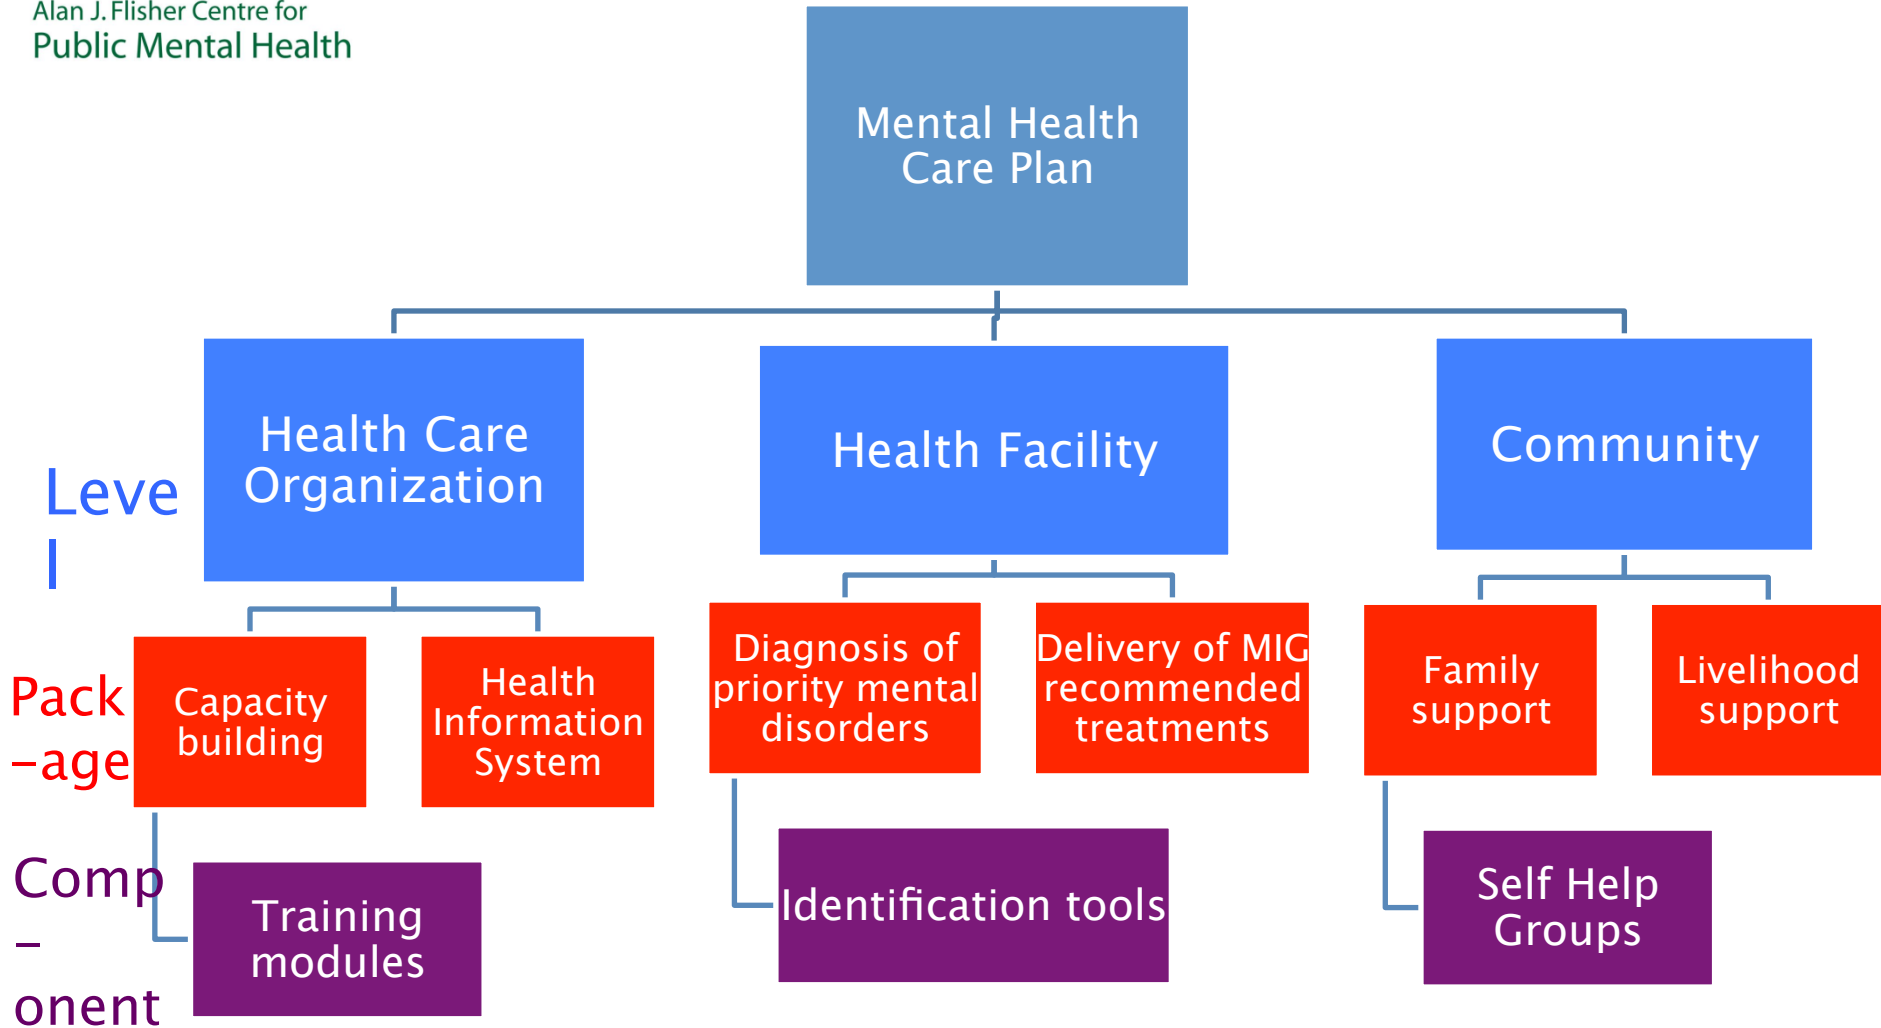 Alan J. Flisher Centre for
Public Mental Health
Mental Health
Care Plan
Leve
l
Health Care
Organization
Health Facility
Community
Pack
-age
Capacity
building
Health
Information
System
Diagnosis of
priority mental
disorders
Delivery of MIG
recommended
treatments
Family
support
Livelihood
support
Comp
-
onent
Training
modules
Identification tools
Self Help
Groups